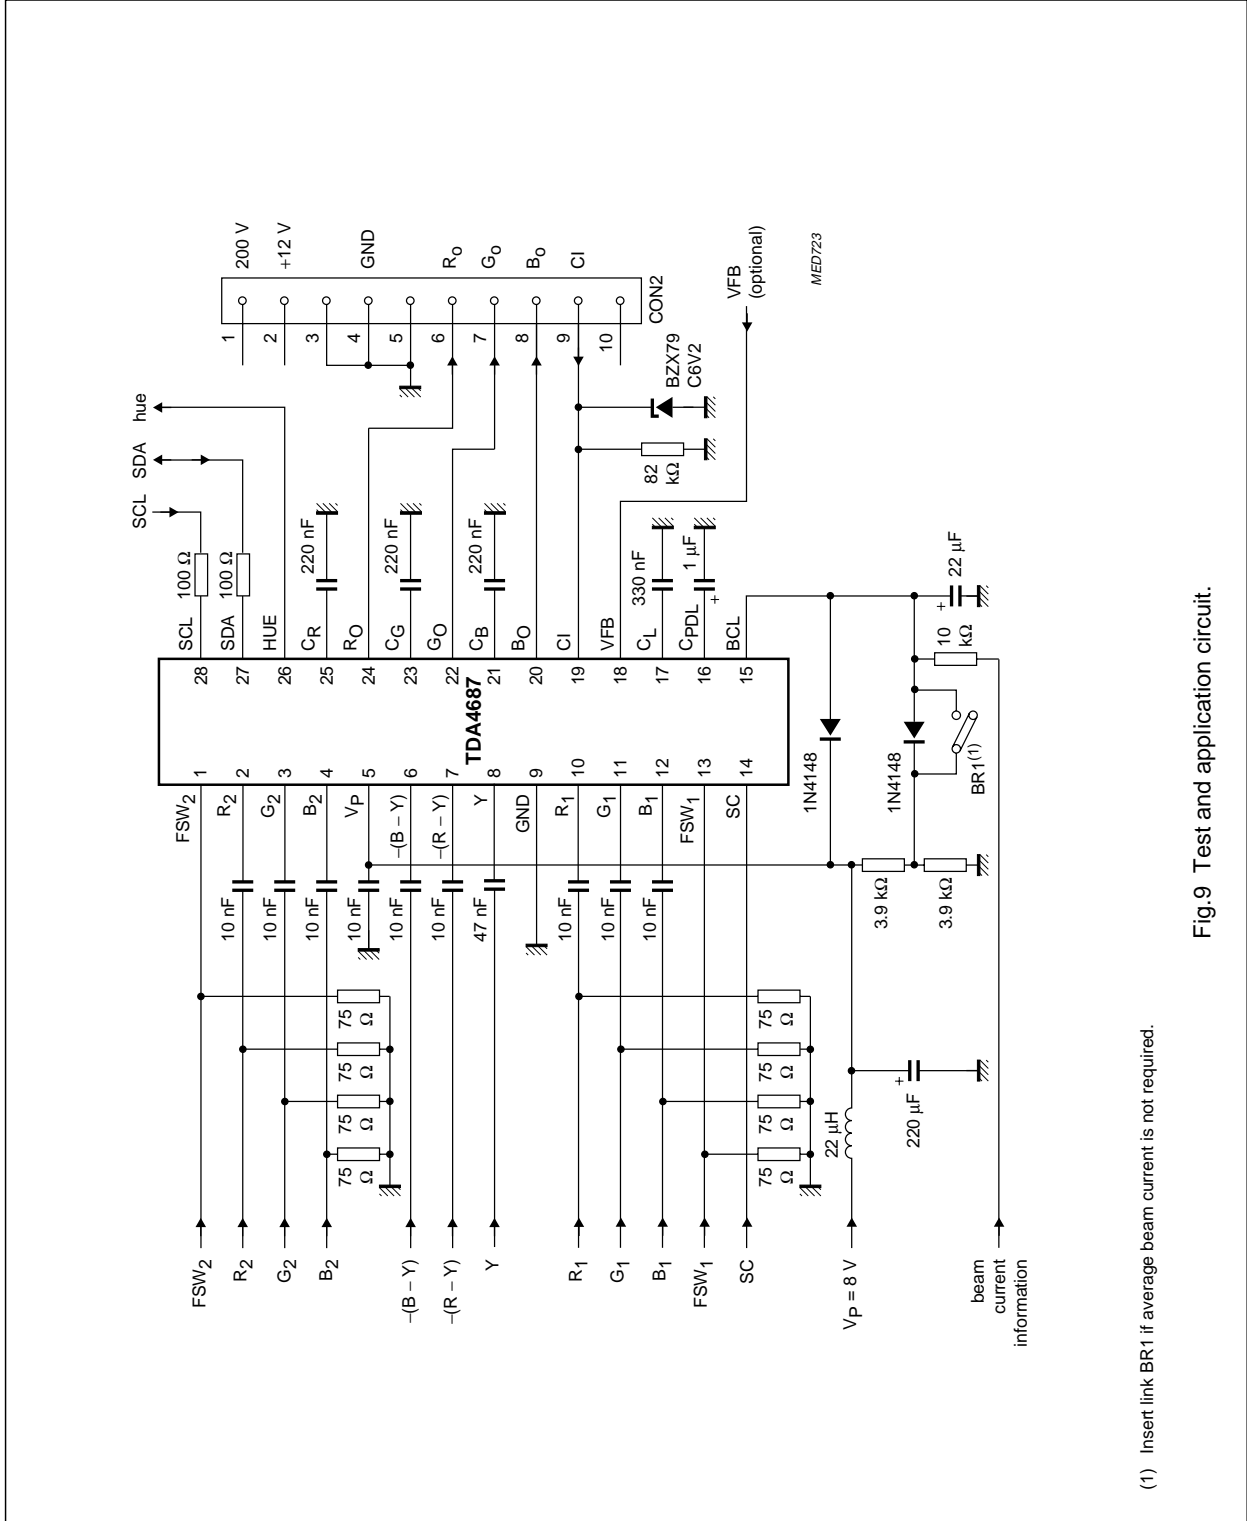 SCL
SDA
hue
100 Ω
100 Ω
220 nF
220 nF
220 nF
330 nF
1 µF
+
1
2
3
4
5
6
7
8
9
10
200 V
+12 V
GND
RO
GO
BO
CI
CON2
BZX79
C6V2
82
kΩ
VFB
(optional)
MED723
SCL
SDA
HUE
CR
RO
CG
GO
CB
BO
CI
VFB
CL
CPDL
BCL
28
27
26
25
24
23
22
21
20
19
18
17
16
15
TDA4687
1
2
3
4
5
6
7
8
9
10
11
12
13
14
FSW2
R2
G2
B2
VP
−(B − Y)
−(R − Y)
Y
GND
R1
G1
B1
FSW1
SC
10 nF
10 nF
10 nF
10 nF
10 nF
10 nF
47 nF
10 nF
10 nF
10 nF
75
Ω
75
Ω
75
Ω
75
Ω
75
Ω
75
Ω
75
Ω
75
Ω
1N4148
1N4148
BR1(1)
10
kΩ
+
22 µF
3.9 kΩ
3.9 kΩ
22 µH
+
220 µF
FSW2
R2
G2
B2
−(B − Y)
−(R − Y)
Y
R1
G1
B1
FSW1
SC
VP = 8 V
beam
current
information
(1) Insert link BR1 if average beam current is not required.
Fig.9 Test and application circuit.